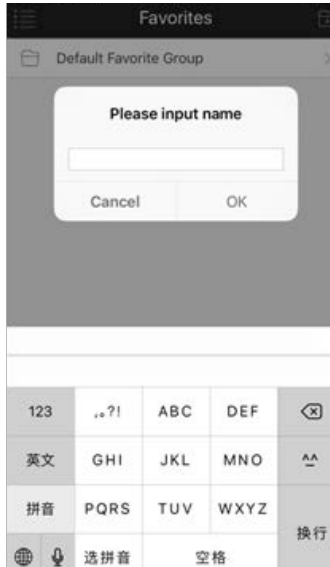 Favorites
Default Favorite Group
Please input name
Cancel OK
123 ,。?! ABC DEF
英文 GHI JKL MNO ^^
拼音 PQRS TUV WXYZ
换行
选拼音 空格